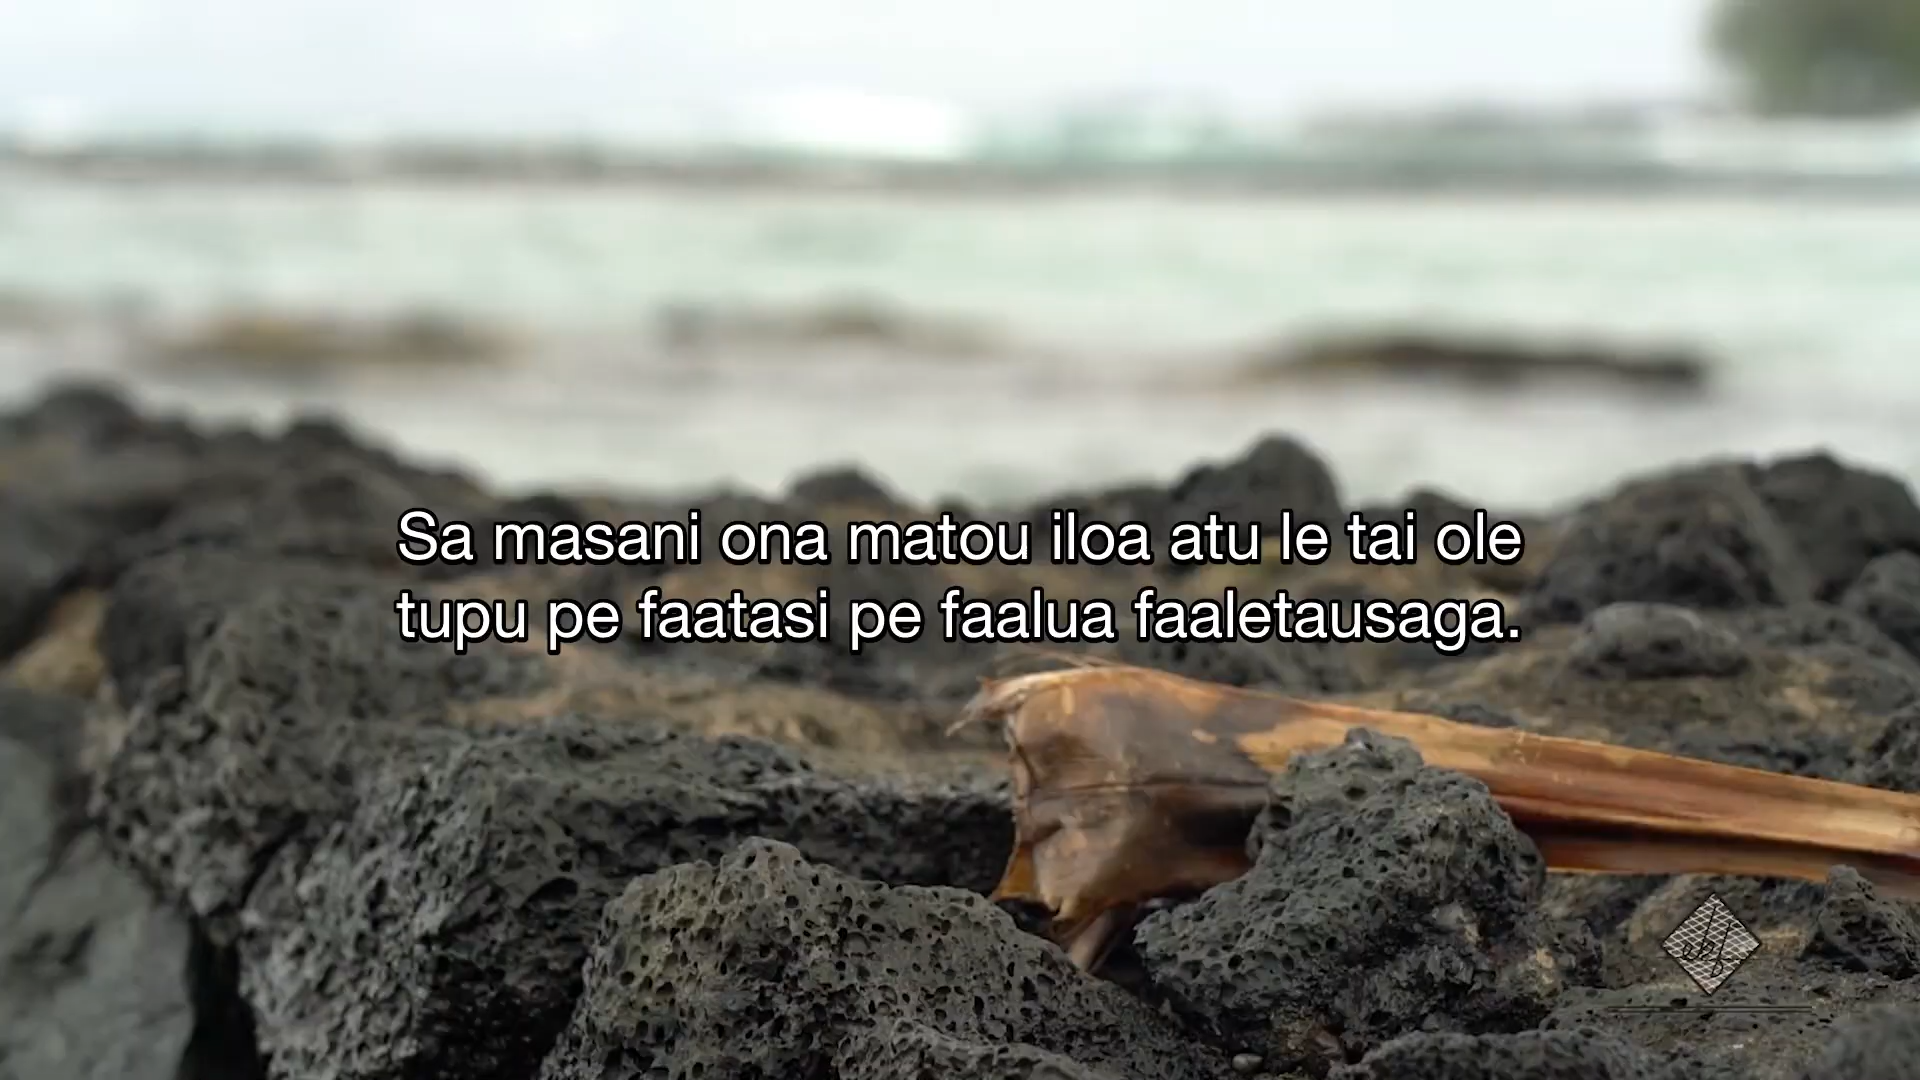 Sa masani ona matou iloa atu le tai ole
tupu pe faatasi pe faalua faaletausaga.